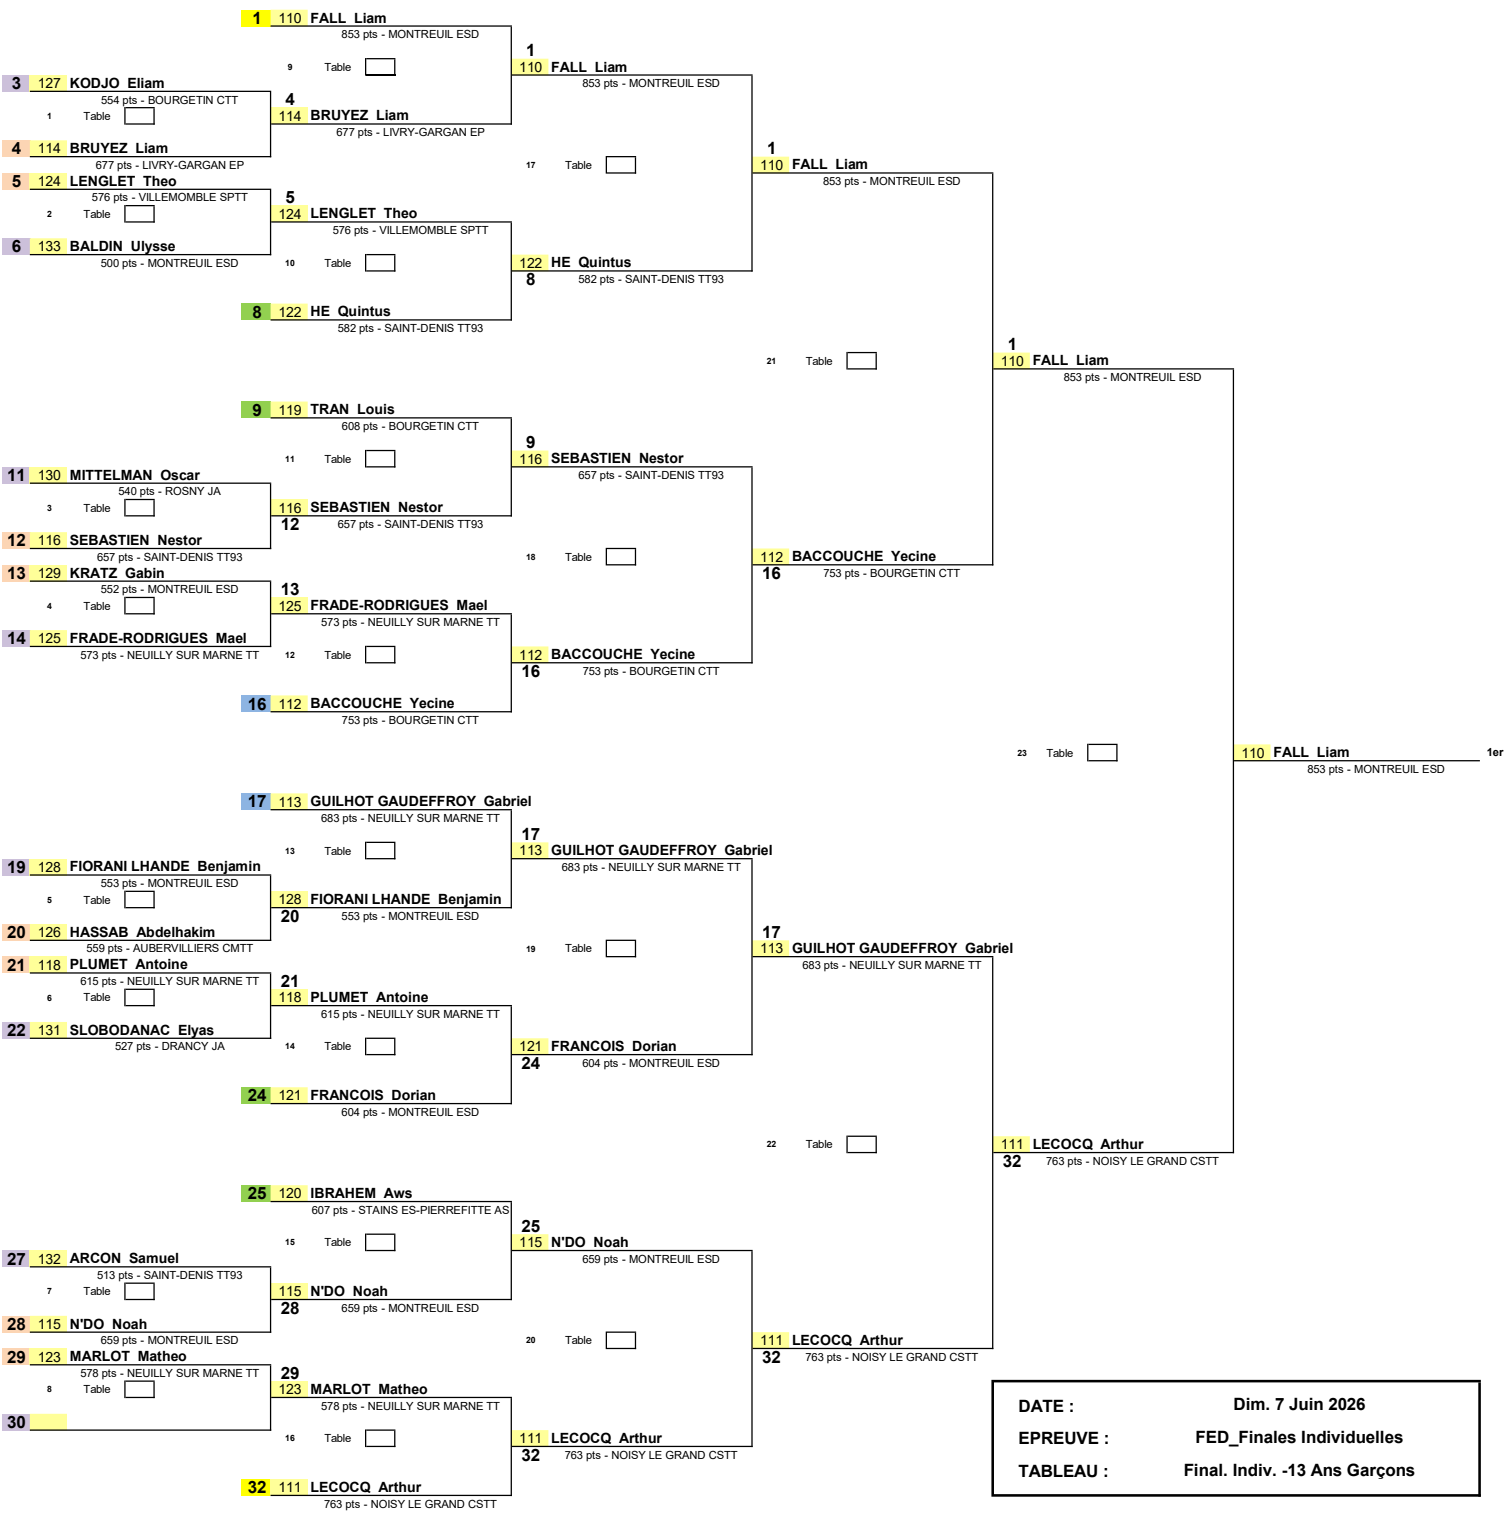 1 110 FALL Liam
853 pts - MONTREUIL ESD
1
9 Table
110 FALL Liam
3 127 KODJO Eliam
853 pts - MONTREUIL ESD
554 pts - BOURGETIN CTT
4
1 Table
114 BRUYEZ Liam
677 pts - LIVRY-GARGAN EP
4 114 BRUYEZ Liam
1
677 pts - LIVRY-GARGAN EP
17 Table
110 FALL Liam
5 124 LENGLET Theo
853 pts - MONTREUIL ESD
576 pts - VILLEMOMBLE SPTT
5
2 Table
124 LENGLET Theo
576 pts - VILLEMOMBLE SPTT
6 133 BALDIN Ulysse
500 pts - MONTREUIL ESD
10 Table
122 HE Quintus
8
582 pts - SAINT-DENIS TT93
8 122 HE Quintus
582 pts - SAINT-DENIS TT93
1
21 Table
110 FALL Liam
853 pts - MONTREUIL ESD
9 119 TRAN Louis
608 pts - BOURGETIN CTT
9
11 Table
116 SEBASTIEN Nestor
11 130 MITTELMAN Oscar
657 pts - SAINT-DENIS TT93
540 pts - ROSNY JA
3 Table
116 SEBASTIEN Nestor
12
657 pts - SAINT-DENIS TT93
12 116 SEBASTIEN Nestor
657 pts - SAINT-DENIS TT93
18 Table
112 BACCOUCHE Yecine
13 129 KRATZ Gabin
16
753 pts - BOURGETIN CTT
552 pts - MONTREUIL ESD
13
4 Table
125 FRADE-RODRIGUES Mael
573 pts - NEUILLY SUR MARNE TT
14 125 FRADE-RODRIGUES Mael
573 pts - NEUILLY SUR MARNE TT
12 Table
112 BACCOUCHE Yecine
16
753 pts - BOURGETIN CTT
16 112 BACCOUCHE Yecine
753 pts - BOURGETIN CTT
23 Table
110 FALL Liam
1er
853 pts - MONTREUIL ESD
17 113 GUILHOT GAUDEFFROY Gabriel
683 pts - NEUILLY SUR MARNE TT
17
13 Table
113 GUILHOT GAUDEFFROY Gabriel
19 128 FIORANI LHANDE Benjamin
683 pts - NEUILLY SUR MARNE TT
553 pts - MONTREUIL ESD
5 Table
128 FIORANI LHANDE Benjamin
20
553 pts - MONTREUIL ESD
20 126 HASSAB Abdelhakim
17
559 pts - AUBERVILLIERS CMTT
19 Table
113 GUILHOT GAUDEFFROY Gabriel
21 118 PLUMET Antoine
683 pts - NEUILLY SUR MARNE TT
615 pts - NEUILLY SUR MARNE TT
21
6 Table
118 PLUMET Antoine
615 pts - NEUILLY SUR MARNE TT
22 131 SLOBODANAC Elyas
527 pts - DRANCY JA
14 Table
121 FRANCOIS Dorian
24
604 pts - MONTREUIL ESD
24 121 FRANCOIS Dorian
604 pts - MONTREUIL ESD
22 Table
111 LECOCQ Arthur
32
763 pts - NOISY LE GRAND CSTT
25 120 IBRAHEM Aws
607 pts - STAINS ES-PIERREFITTE AS
25
15 Table
115 N'DO Noah
27 132 ARCON Samuel
659 pts - MONTREUIL ESD
513 pts - SAINT-DENIS TT93
7 Table
115 N'DO Noah
28
659 pts - MONTREUIL ESD
28 115 N'DO Noah
659 pts - MONTREUIL ESD
20 Table
111 LECOCQ Arthur
32
763 pts - NOISY LE GRAND CSTT
29 123 MARLOT Matheo
578 pts - NEUILLY SUR MARNE TT
29
8 Table
123 MARLOT Matheo
578 pts - NEUILLY SUR MARNE TT
30
16 Table
111 LECOCQ Arthur
32
763 pts - NOISY LE GRAND CSTT
32 111 LECOCQ Arthur
763 pts - NOISY LE GRAND CSTT
DATE : Dim. 7 Juin 2026
EPREUVE : FED_Finales Individuelles
TABLEAU : Final. Indiv. -13 Ans Garçons